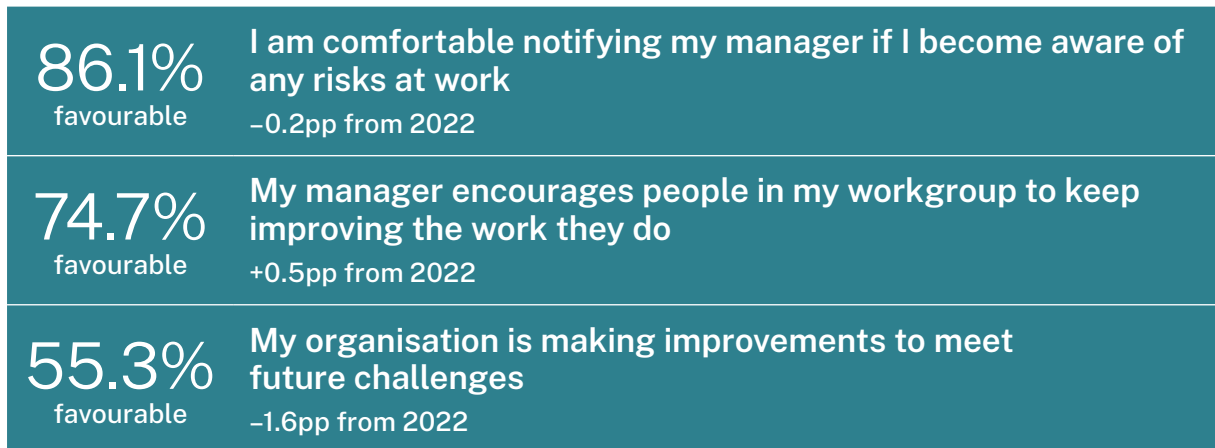 86.1%
favourable
I am comfortable notifying my manager if I become aware of
any risks at work
–0.2pp from 2022
74.7%
favourable
My manager encourages people in my workgroup to keep
improving the work they do
+0.5pp from 2022
55.3%
favourable
My organisation is making improvements to meet
future challenges
–1.6pp from 2022